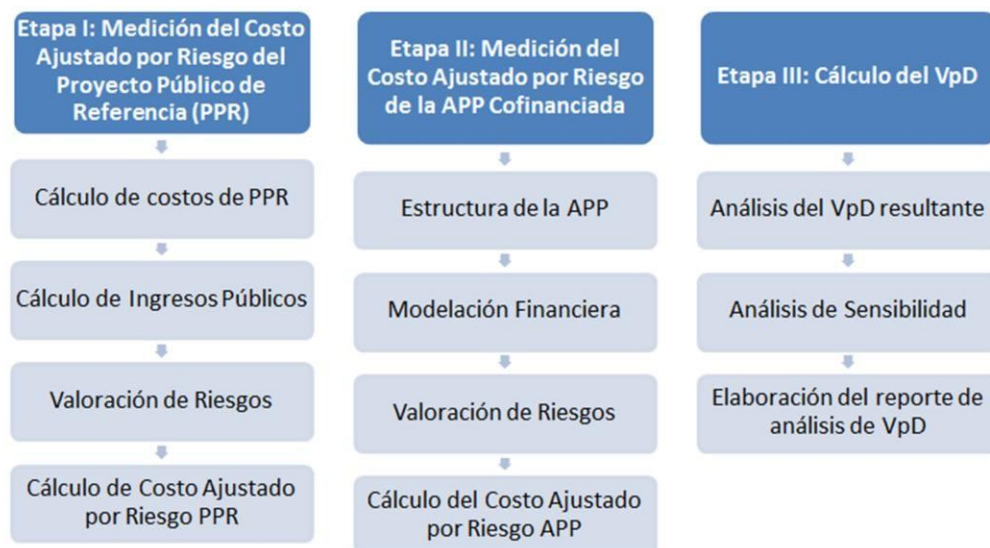 Etapa I: Medición del Costo
Ajustado por Riesgo del
Proyecto Público de
Referencia (PPR)
Cálculo de costos de PPR
Cálculo de Ingresos Públicos
Valoración de Riesgos
Cálculo de Costo Ajustado
por Riesgo PPR
Etapa II: Medición del
Costo Ajustado por Riesgo
de la APP Cofinanciada
Estructura de la APP
Modelación Financiera
Valoración de Riesgos
Cálculo del Costo Ajustado
por Riesgo APP
Etapa III: Cálculo del VpD
Análisis del VpD resultante
Análisis de Sensibilidad
Elaboración del reporte de
análisis de VpD